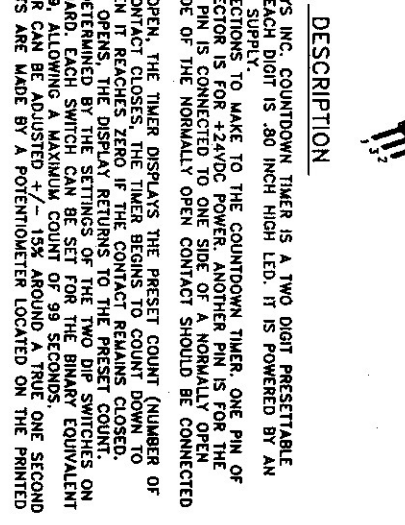 DESCRIPTION
YS INC. COUNTDOWN TIMER IS A TWO DIGIT PRESETTABLE
EACH DIGIT IS .80 INCH HIGH LED. IT IS POWERED BY AN
SUPPLY.
ECTIONS TO MAKE TO THE COUNTDOWN TIMER. ONE PIN OF
ECTOR IS FOR +24VDC POWER. ANOTHER PIN IS FOR THE
PIN IS CONNECTED TO ONE SIDE OF A NORMALLY OPEN
DE OF THE NORMALLY OPEN CONTACT SHOULD BE CONNECTED
OPEN, THE TIMER DISPLAYS THE PRESET COUNT (NUMBER OF
ONTACT CLOSES, THE TIMER BEGINS TO COUNT DOWN TO
EN IT REACHES ZERO IF THE CONTACT REMAINS CLOSED.
OPENS, THE DISPLAY RETURNS TO THE PRESET COUNT.
DETERMINED BY THE SETTINGS OF THE TWO DIP SWITCHES ON
ARD. EACH SWITCH CAN BE SET FOR THE BINARY EQUIVALENT
9, ALLOWING A MAXIMUM COUNT OF 99 SECONDS.
R CAN BE ADJUSTED +/- 15% AROUND A TRUE ONE SECOND
TS ARE MADE BY A POTENTIOMETER LOCATED ON THE PRINTED